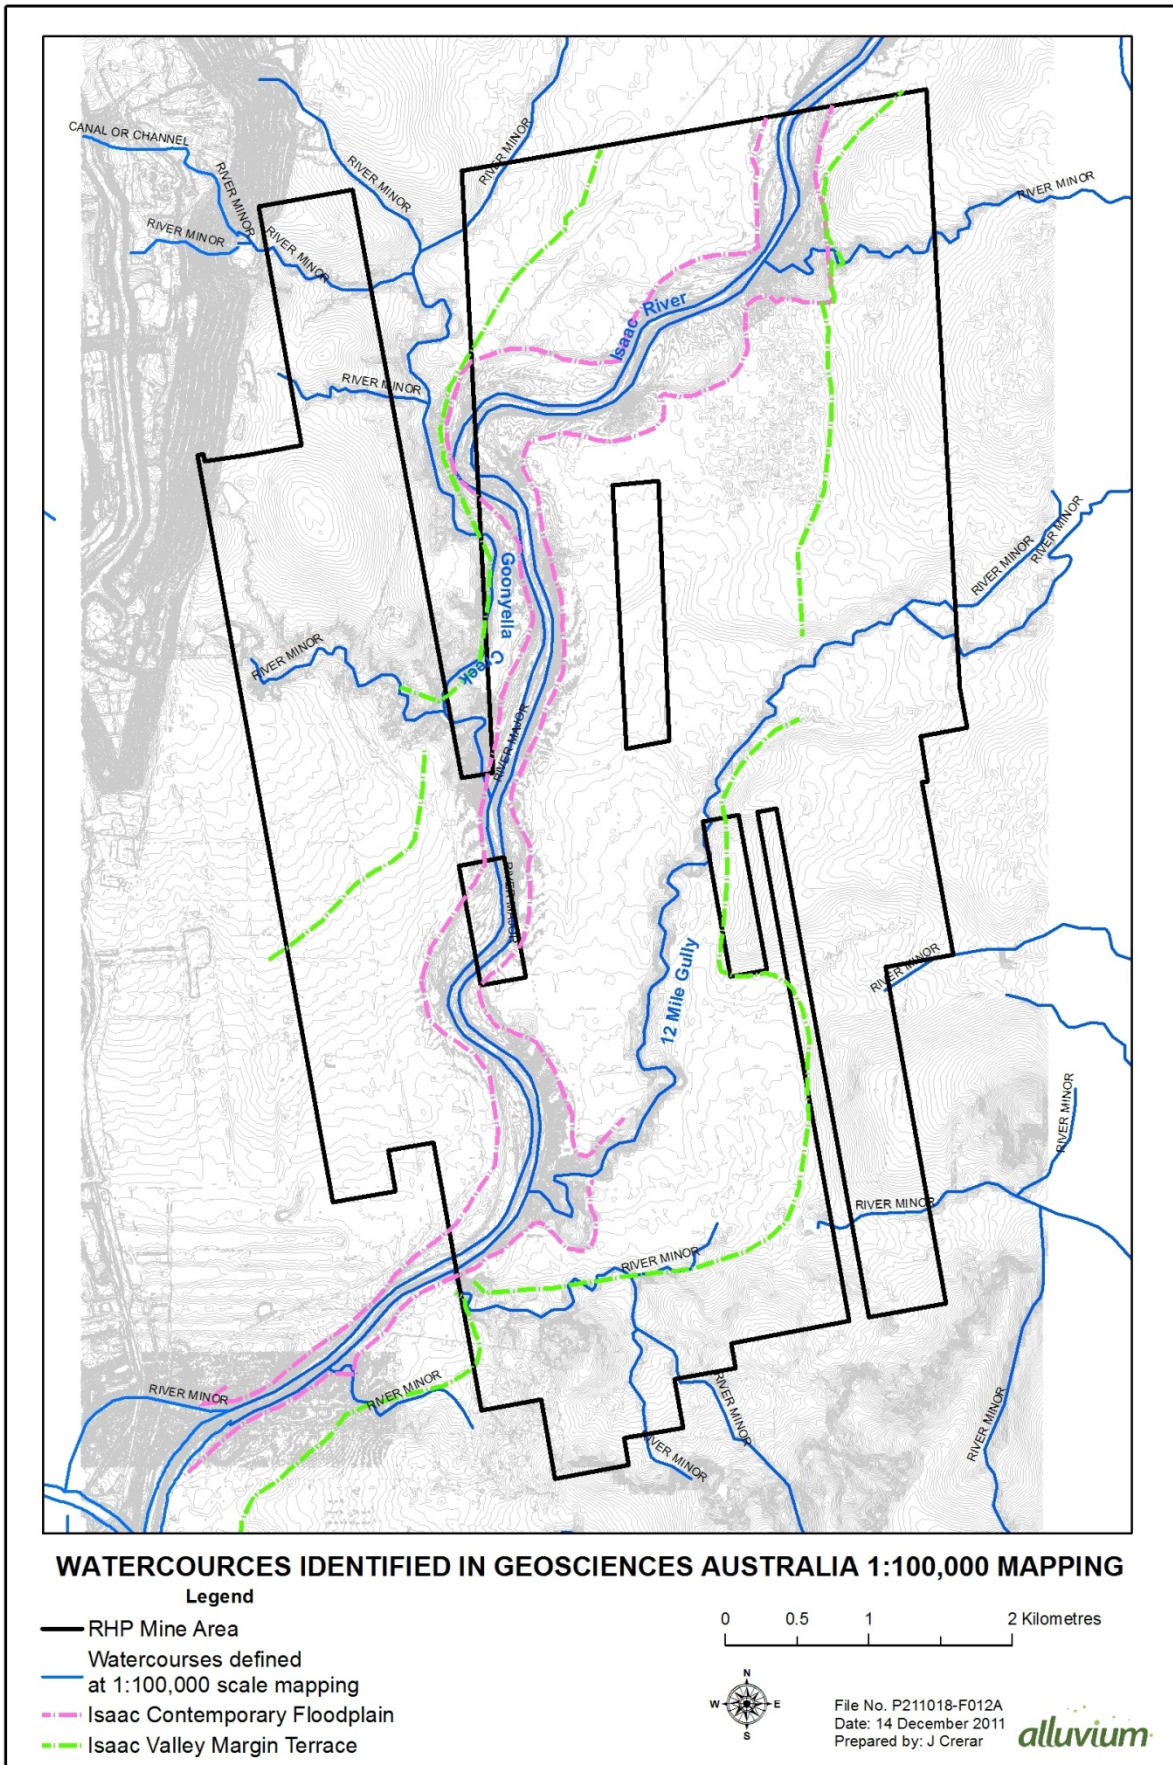 CANAL OR CHANNEL
RIVER MINOR
RIVER MINOR
RIVER MINOR
RIVER MINOR
RIVER MINOR
RIVER MINOR
RIVER MINOR
Isaac River
Goonyella
Creek
RIVER MINOR
RIVER MINOR
RIVER MINOR
RIVER MAJOR
RIVER MAJOR
12 Mile Gully
RIVER MINOR
RIVER MINOR
RIVER MINOR
RIVER MINOR
RIVER MINOR
RIVER MINOR
RIVER MINOR
RIVER MINOR
RIVER MINOR
WATERCOURCES IDENTIFIED IN GEOSCIENCES AUSTRALIA 1:100,000 MAPPING
Legend
RHP Mine Area
Watercourses defined
at 1:100,000 scale mapping
Isaac Contemporary Floodplain
Isaac Valley Margin Terrace
0 0.5 1 2 Kilometres
N
W E
S
File No. P211018-F012A
Date: 14 December 2011
Prepared by: J Crerar
alluvium